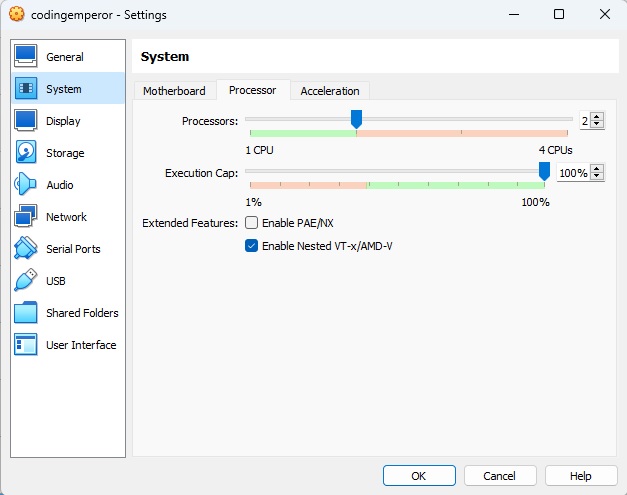 codingemperor - Settings
General
System
Display
Storage
Audio
Network
Serial Ports
USB
Shared Folders
User Interface
System
Motherboard Processor Acceleration
Processors: 2
1 CPU 4 CPUs
Execution Cap: 100%
1% 100%
Extended Features: Enable PAE/NX
Enable Nested VT-x/AMD-V
OK Cancel Help